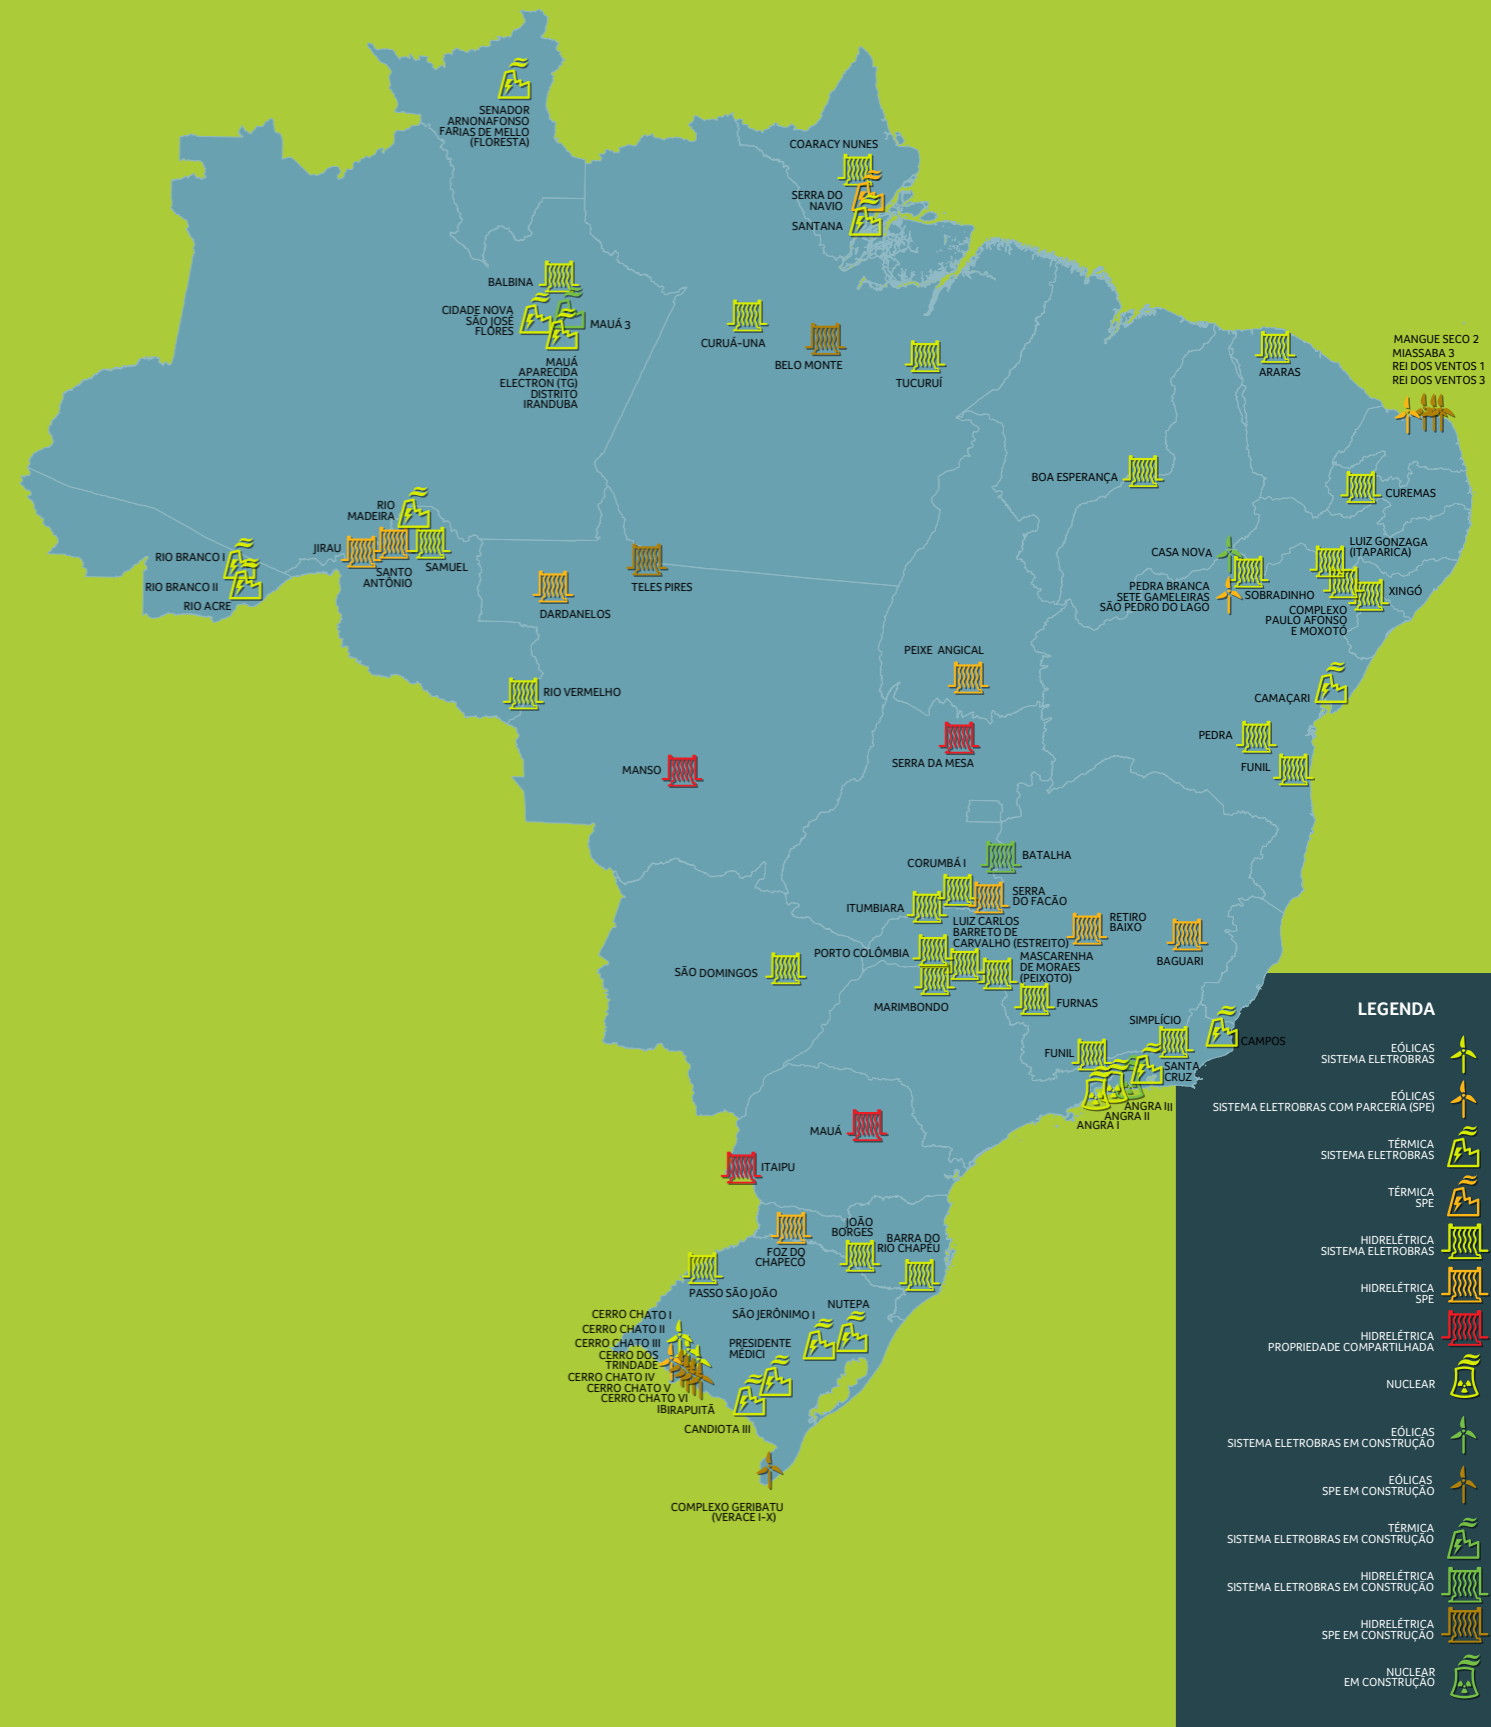 SENADOR
ARNONAFONSO
FARIAS DE MELLO
(FLORESTA)
COARACY NUNES
SERRA DO
NAVIO
SANTANA
BALBINA
CIDADE NOVA
SÃO JOSÉ
FLORES
MAUÁ 3
MAUÁ
APARECIDA
ELECTRON (TG)
DISTRITO
IRANDUBA
CURUÁ-UNA
BELO MONTE
TUCURUÍ
ARARAS
MANGUE SECO 2
MIASSABA 3
REI DOS VENTOS 1
REI DOS VENTOS 3
BOA ESPERANÇA
CUREMAS
RIO
MADEIRA
JIRAU
SANTO
ANTÔNIO
SAMUEL
RIO BRANCO I
RIO BRANCO II
RIO ACRE
TELES PIRES
DARDANELOS
CASA NOVA
LUIZ GONZAGA
(ITAPARICA)
PEDRA BRANCA
SETE GAMELEIRAS
SÃO PEDRO DO LAGO
SOBRADINHO
XINGÓ
COMPLEXO
PAULO AFONSO
E MOXOTÓ
PEIXE ANGICAL
RIO VERMELHO
CAMAÇARI
PEDRA
FUNIL
SERRA DA MESA
MANSO
BATALHA
CORUMBÁ I
SERRA
DO FACÃO
ITUMBIARA
LUIZ CARLOS
BARRETO DE
CARVALHO (ESTREITO)
RETIRO
BAIXO
BAGUARI
PORTO COLÔMBIA
MASCARENHA
DE MORAES
(PEIXOTO)
SÃO DOMINGOS
MARIMBONDO
FURNAS
SIMPLÍCIO
CAMPOS
FUNIL
SANTA
CRUZ
ANGRA III
ANGRA II
ANGRA I
MAUÁ
ITAIPU
JOÃO
BORGES
BARRA DO
RIO CHAPÉU
FOZ DO
CHAPECÓ
PASSO SÃO JOÃO
NUTEPA
SÃO JERÔNIMO I
CERRO CHATO I
CERRO CHATO II
CERRO CHATO III
CERRO DOS
TRINDADE
CERRO CHATO IV
CERRO CHATO V
CERRO CHATO VI
IBIRAPUITÃ
PRESIDENTE
MÉDICI
CANDIOTA III
COMPLEXO GERIBATU
(VERACE I-X)
LEGENDA
EÓLICAS
SISTEMA ELETROBRAS
EÓLICAS
SISTEMA ELETROBRAS COM PARCERIA (SPE)
TÉRMICA
SISTEMA ELETROBRAS
TÉRMICA
SPE
HIDRELÉTRICA
SISTEMA ELETROBRAS
HIDRELÉTRICA
SPE
HIDRELÉTRICA
PROPRIEDADE COMPARTILHADA
NUCLEAR
EÓLICAS
SISTEMA ELETROBRAS EM CONSTRUÇÃO
EÓLICAS
SPE EM CONSTRUÇÃO
TÉRMICA
SISTEMA ELETROBRAS EM CONSTRUÇÃO
HIDRELÉTRICA
SISTEMA ELETROBRAS EM CONSTRUÇÃO
HIDRELÉTRICA
SPE EM CONSTRUÇÃO
NUCLEAR
EM CONSTRUÇÃO